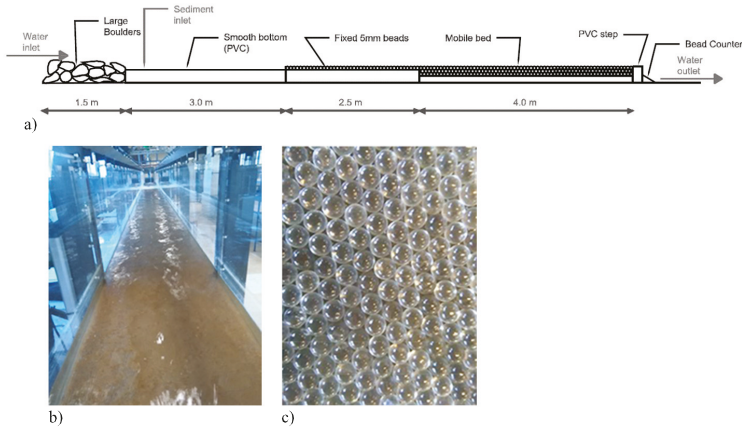 Water
inlet
Large
Boulders
Sediment
inlet
Smooth bottom
(PVC)
Fixed 5mm beads
Mobile bed
PVC step
Bead Counter
Water
outlet
1.5 m
3.0 m
2.5 m
4.0 m
a)
b)
c)